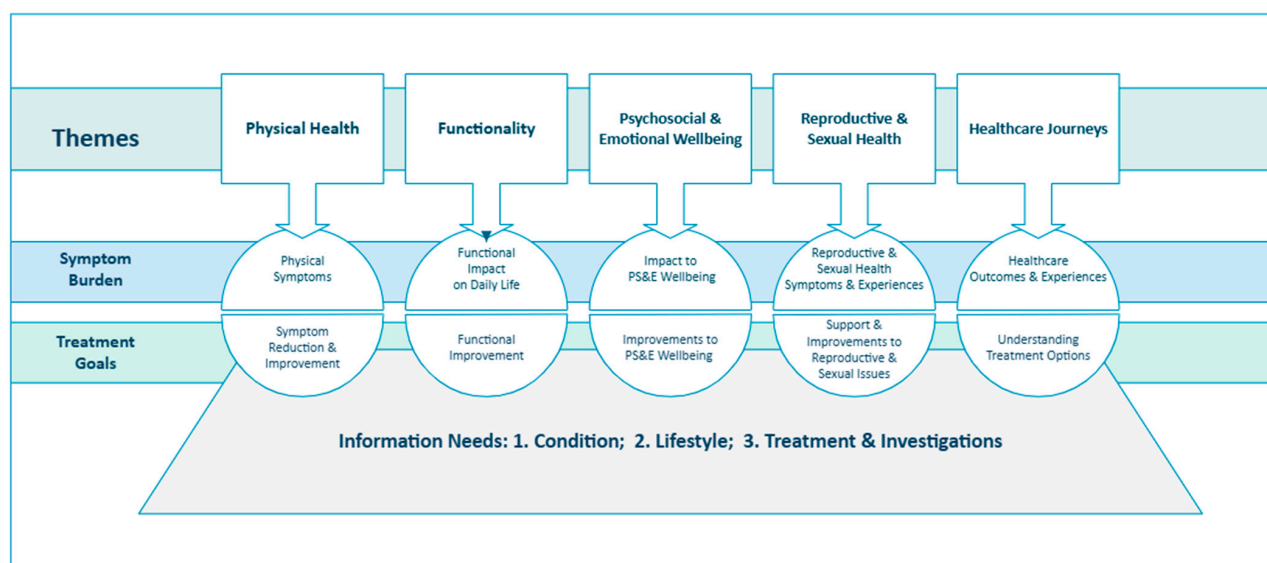 Themes
Physical Health
Functionality
Psychosocial &
Emotional Wellbeing
Reproductive &
Sexual Health
Healthcare Journeys
Symptom
Burden
Physical
Symptoms
Functional
Impact
on Daily Life
Impact to
PS&E Wellbeing
Reproductive &
Sexual Health
Symptoms & Experiences
Healthcare
Outcomes & Experiences
Treatment
Goals
Symptom
Reduction &
Improvement
Functional
Improvement
Improvements to
PS&E Wellbeing
Support &
Improvements to
Reproductive &
Sexual Issues
Understanding
Treatment Options
Information Needs: 1. Condition; 2. Lifestyle; 3. Treatment & Investigations